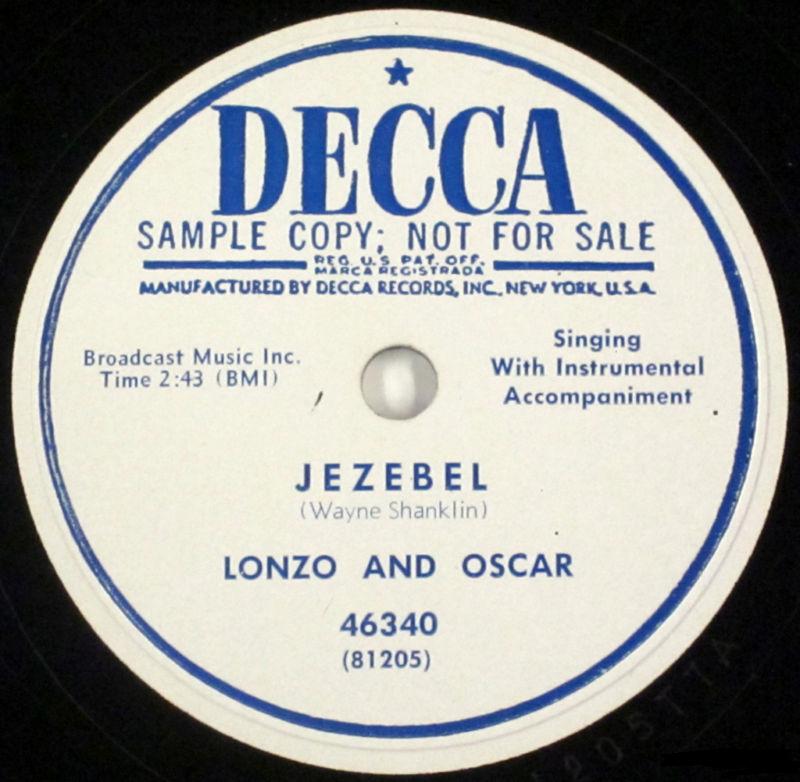 DECCA
SAMPLE COPY; NOT FOR SALE
REG. U.S. PAT. OFF.
MARCA REGISTRADA
MANUFACTURED BY DECCA RECORDS, INC., NEW YORK, U.S.A.
Broadcast Music Inc.
Time 2:43 (BMI)
Singing
With Instrumental
Accompaniment
JEZEBEL
(Wayne Shanklin)
LONZO AND OSCAR
46340
(81205)